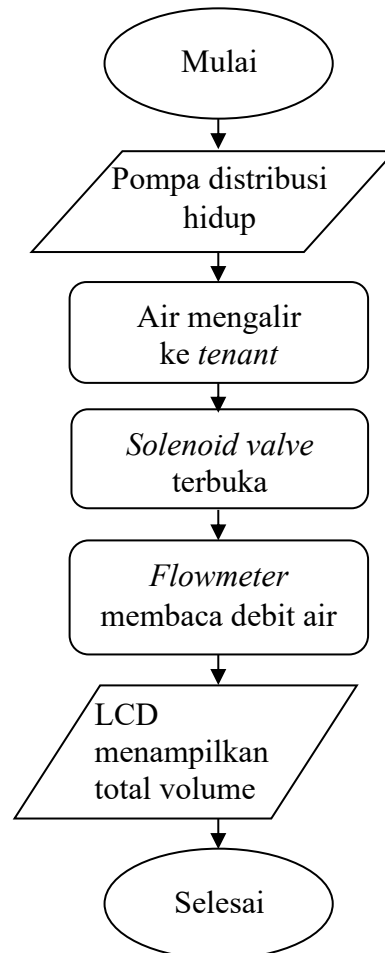 Mulai
Pompa distribusi
hidup
Air mengalir
ke tenant
Solenoid valve
terbuka
Flowmeter
membaca debit air
LCD
menampilkan
total volume
Selesai